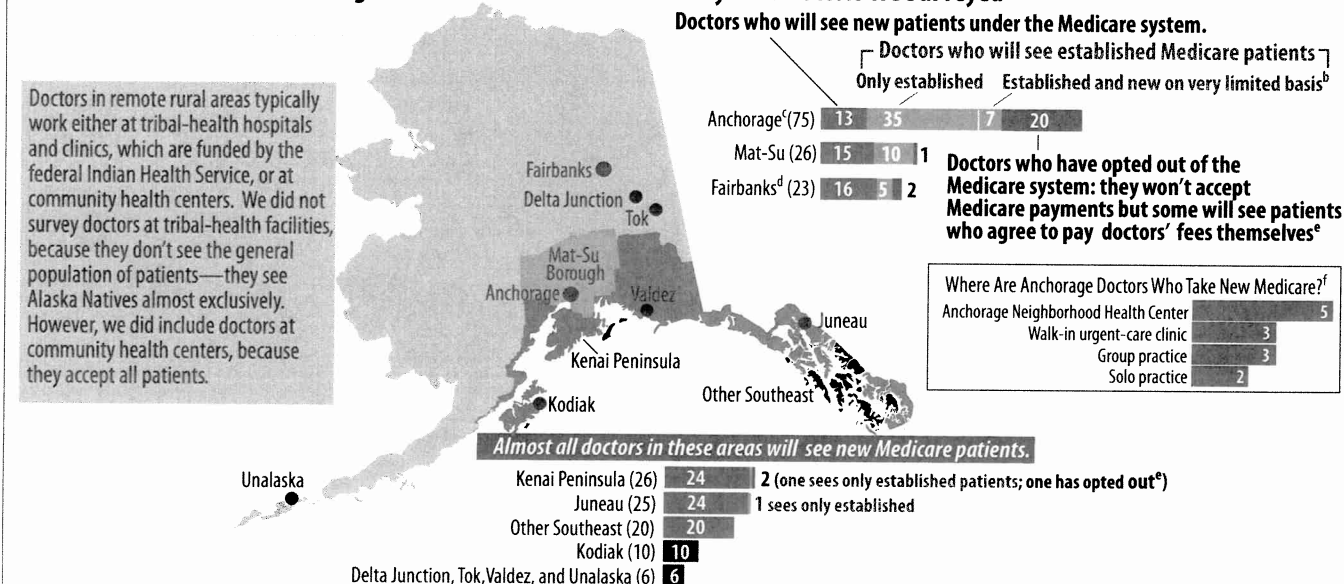 Doctors who will see new patients under the Medicare system.
Doctors who will see established Medicare patients
Only established Established and new on very limited basisb
Anchoragec(75) 13 35 7 20
Mat-Su (26) 15 10 1
Fairbanksd (23) 16 5 2
Doctors who have opted out of the
Medicare system: they won't accept
Medicare payments but some will see patients
who agree to pay doctors' fees themselvese
Doctors in remote rural areas typically
work either at tribal-health hospitals
and clinics, which are funded by the
federal Indian Health Service, or at
community health centers. We did not
survey doctors at tribal-health facilities,
because they don't see the general
population of patients—they see
Alaska Natives almost exclusively.
However, we did include doctors at
community health centers, because
they accept all patients.
Fairbanks
Delta Junction
Tok
Mat-Su
Borough
Anchorage
Valdez
Juneau
Kenai Peninsula
Other Southeast
Kodiak
Unalaska
Where Are Anchorage Doctors Who Take New Medicare?f
Anchorage Neighborhood Health Center 5
Walk-in urgent-care clinic 3
Group practice 3
Solo practice 2
Almost all doctors in these areas will see new Medicare patients.
Kenai Peninsula (26) 24 2 (one sees only established patients; one has opted oute)
Juneau (25) 24 1 sees only established
Other Southeast (20) 20
Kodiak (10) 10
Delta Junction, Tok,Valdez, and Unalaska (6) 6